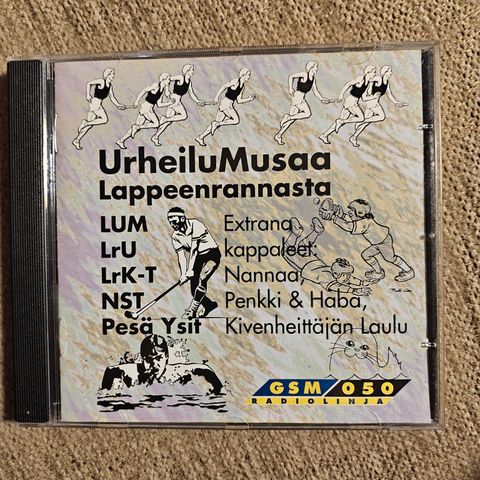 UrheiluMusaa
Lappeenrannasta
LUM Extrana
LrU kappaleet:
LrK-T Nannaa,
NST Penkki & Haba,
Pesä Ysit Kivenheittäjän Laulu
GSM 050
RADIOLINJA